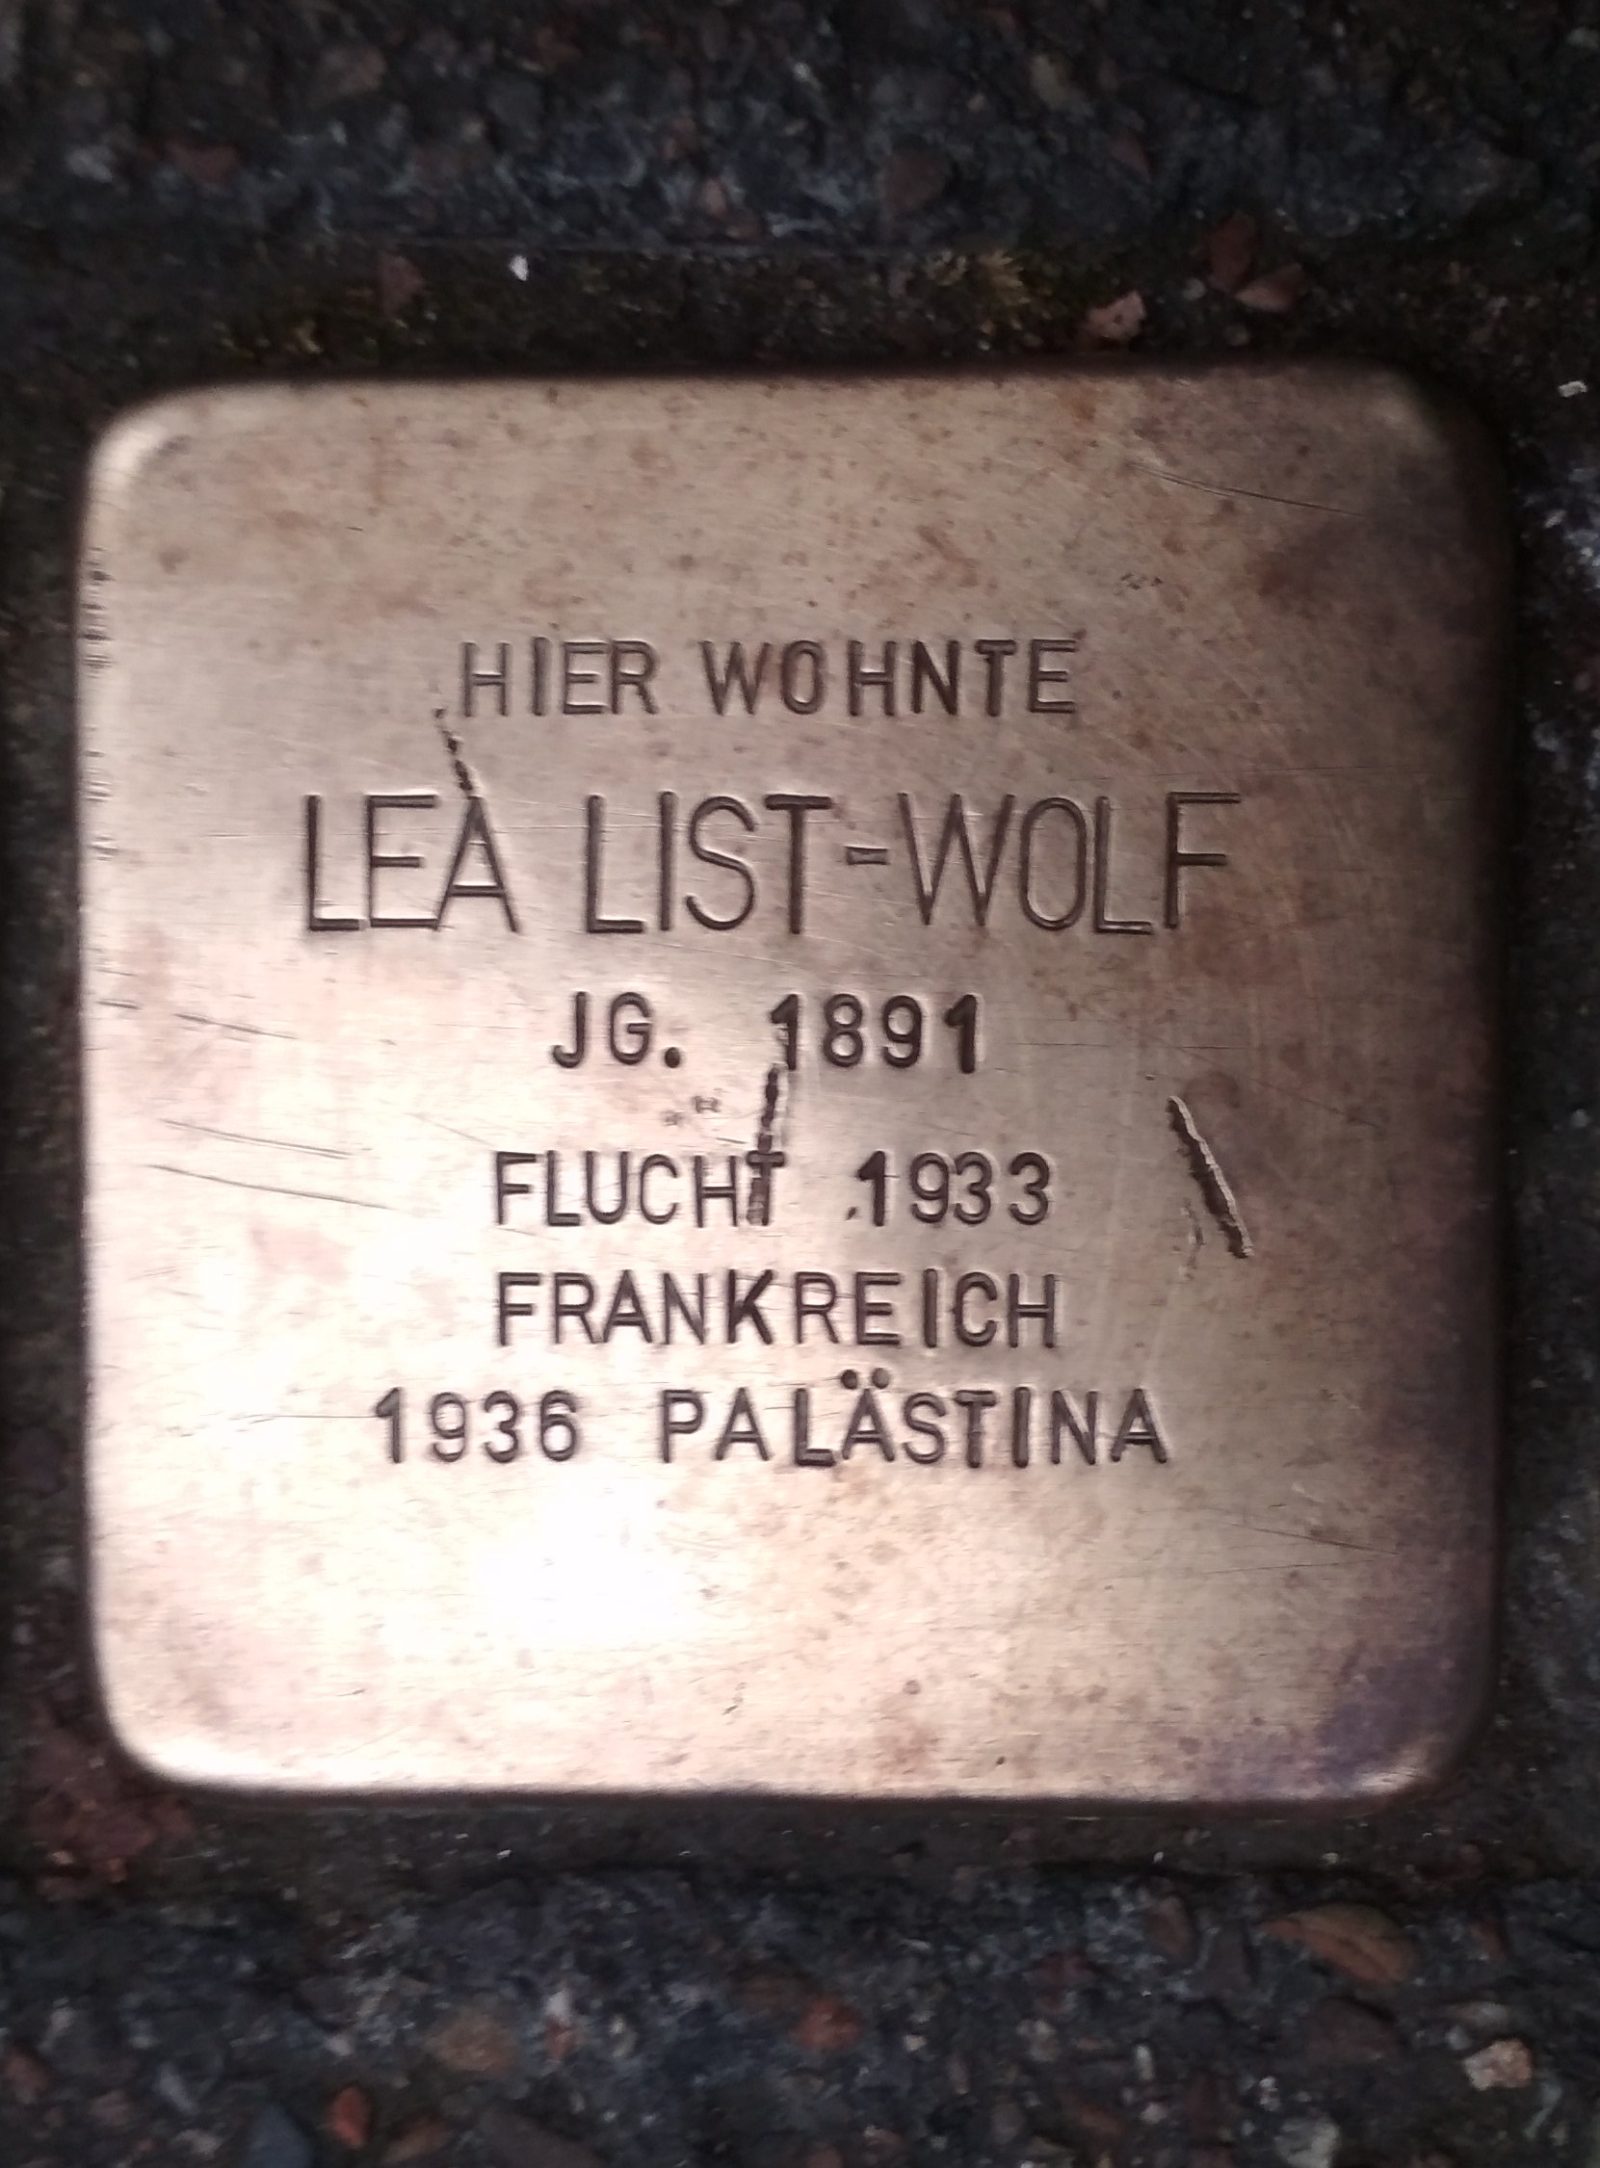 HIER WOHNTE
LEA LIST-WOLF
JG. 1891
FLUCHT 1933
FRANKREICH
1936 PALÄSTINA